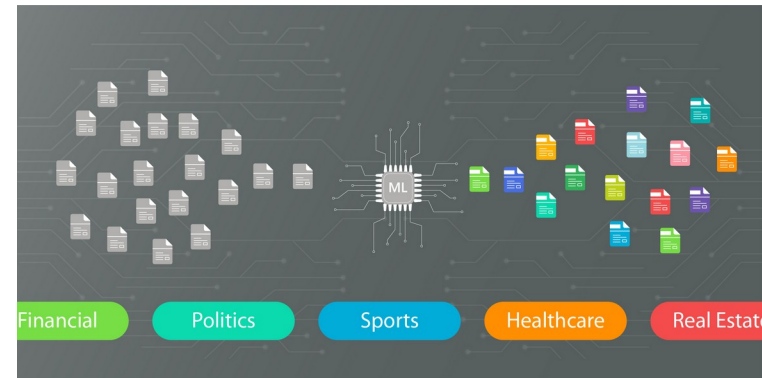 ML
Financial
Politics
Sports
Healthcare
Real Estate